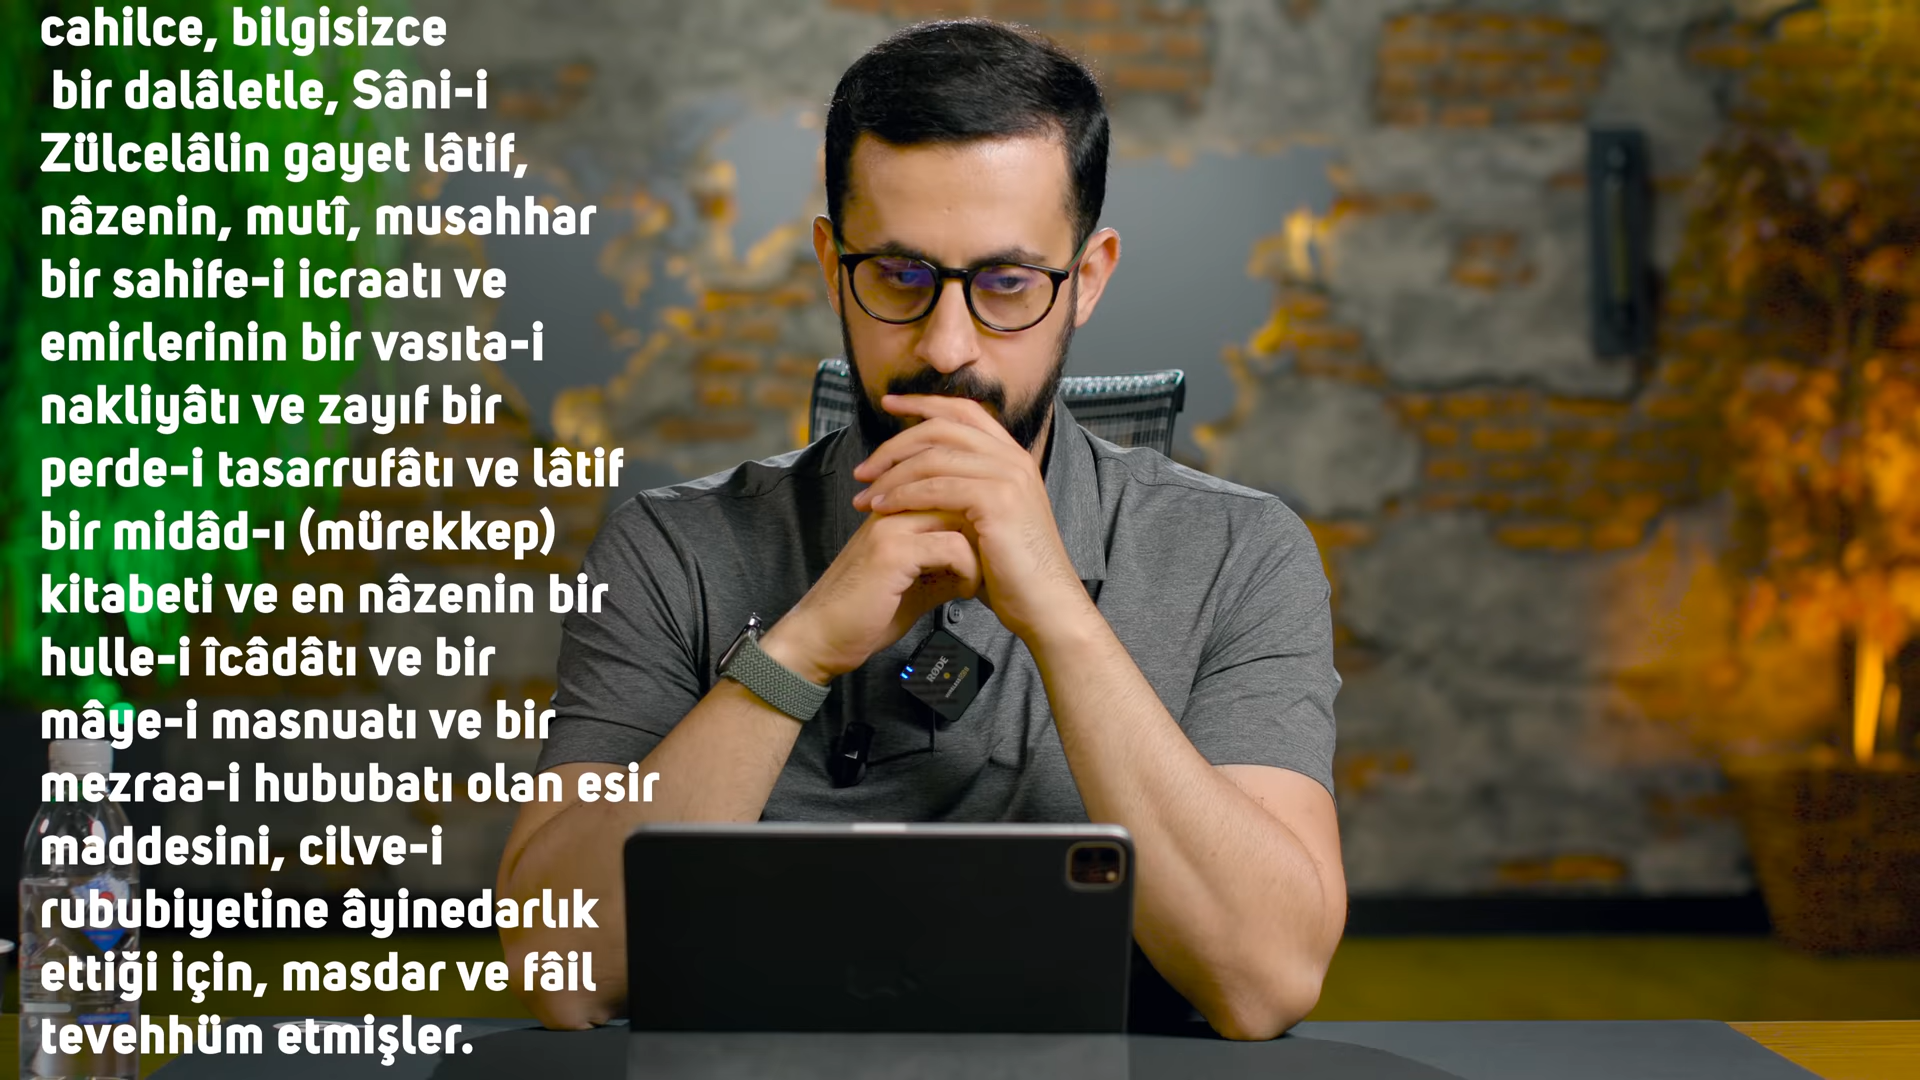 cahilce, bilgisizce
bir dalâletle, Sâni-i
Zülcelâlin gayet lâtif,
nâzenin, mutî, musahhar
bir sahife-i icraatı ve
emirlerinin bir vasıta-i
nakliyâtı ve zayıf bir
perde-i tasarrufâtı ve lâtif
bir midâd-ı (mürekkep)
kitabeti ve en nâzenin bir
hulle-i îcâdâtı ve bir
mâye-i masnuatı ve bir
mezraa-i hububatı olan esir
maddesini, cilve-i
rububiyetine âyinedarlık
ettiği için, masdar ve fâil
tevehhüm etmişler.
RØDE